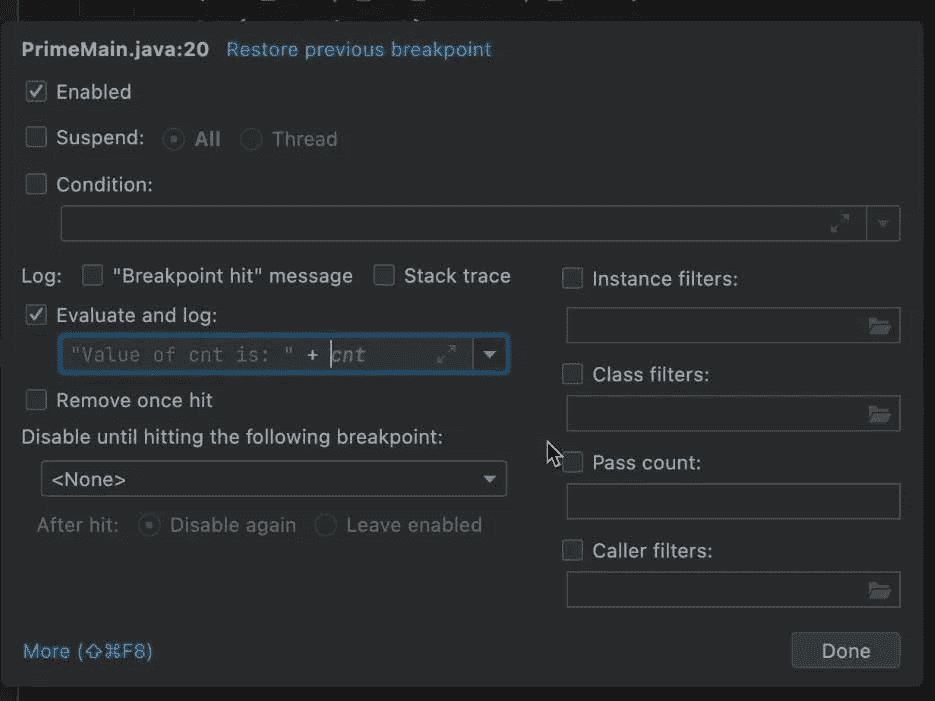 PrimeMain.java:20 Restore previous breakpoint
Enabled
Suspend: All Thread
Condition:
Log: "Breakpoint hit" message Stack trace
Evaluate and log:
"Value of cnt is: " + cnt
Remove once hit
Disable until hitting the following breakpoint:
<None>
After hit: Disable again Leave enabled
Instance filters:
Class filters:
Pass count:
Caller filters:
More (⇧⌘F8)
Done